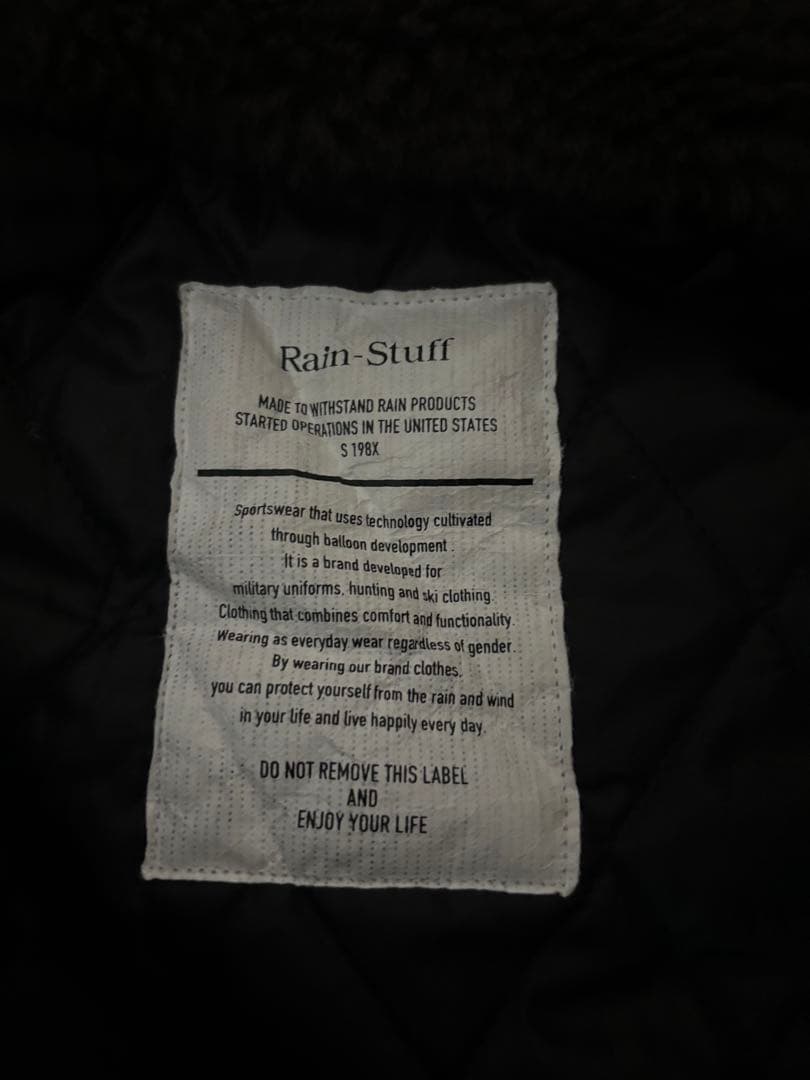 Rain-Stuff
MADE TO WITHSTAND RAIN PRODUCTS
STARTED OPERATIONS IN THE UNITED STATES
S 198X
Sportswear that uses technology cultivated
through balloon development.
It is a brand developed for
military uniforms, hunting and ski clothing.
Clothing that combines comfort and functionality.
Wearing as everyday wear regardless of gender.
By wearing our brand clothes,
you can protect yourself from the rain and wind
in your life and live happily every day.
DO NOT REMOVE THIS LABEL
AND
ENJOY YOUR LIFE